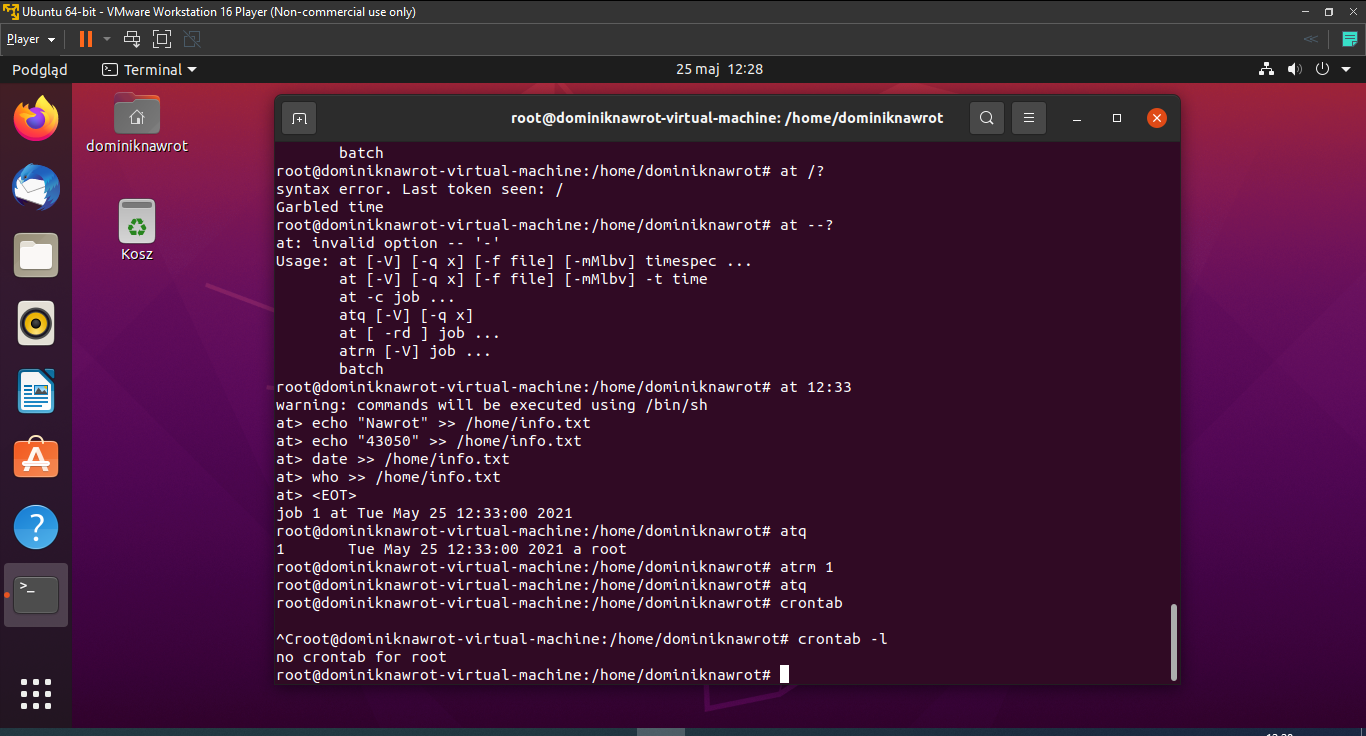 Ubuntu 64-bit - VMware Workstation 16 Player (Non-commercial use only)
Player
Podgląd
Terminal
25 maj 12:28
dominiknawrot
Kosz
root@dominiknawrot-virtual-machine: /home/dominiknawrot
batch
root@dominiknawrot-virtual-machine:/home/dominiknawrot# at /?
syntax error. Last token seen: /
Garbled time
root@dominiknawrot-virtual-machine:/home/dominiknawrot# at --?
at: invalid option -- '-'
Usage: at [-V] [-q x] [-f file] [-mMlbv] timespec ...
       at [-V] [-q x] [-f file] [-mMlbv] -t time
       at -c job ...
       atq [-V] [-q x]
       at [ -rd ] job ...
       atrm [-V] job ...
       batch
root@dominiknawrot-virtual-machine:/home/dominiknawrot# at 12:33
warning: commands will be executed using /bin/sh
at> echo "Nawrot" >> /home/info.txt
at> echo "43050" >> /home/info.txt
at> date >> /home/info.txt
at> who >> /home/info.txt
at> <EOT>
job 1 at Tue May 25 12:33:00 2021
root@dominiknawrot-virtual-machine:/home/dominiknawrot# atq
1       Tue May 25 12:33:00 2021 a root
root@dominiknawrot-virtual-machine:/home/dominiknawrot# atrm 1
root@dominiknawrot-virtual-machine:/home/dominiknawrot# atq
root@dominiknawrot-virtual-machine:/home/dominiknawrot# crontab
^Croot@dominiknawrot-virtual-machine:/home/dominiknawrot# crontab -l
no crontab for root
root@dominiknawrot-virtual-machine:/home/dominiknawrot#